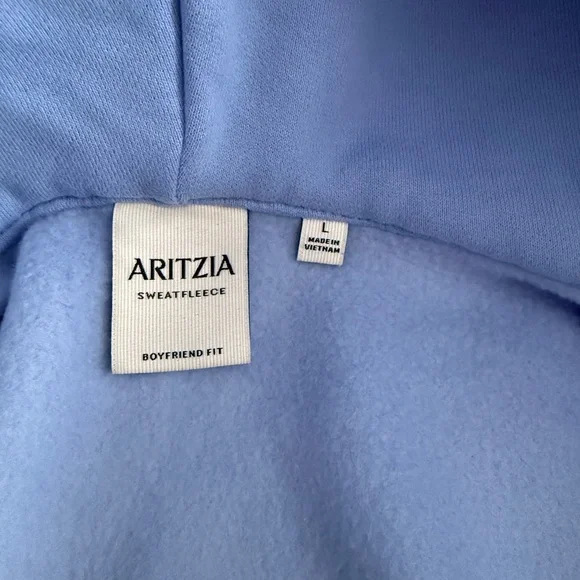 ARITZIA
SWEATFLEECE
BOYFRIEND FIT
L
MADE IN
VIETNAM